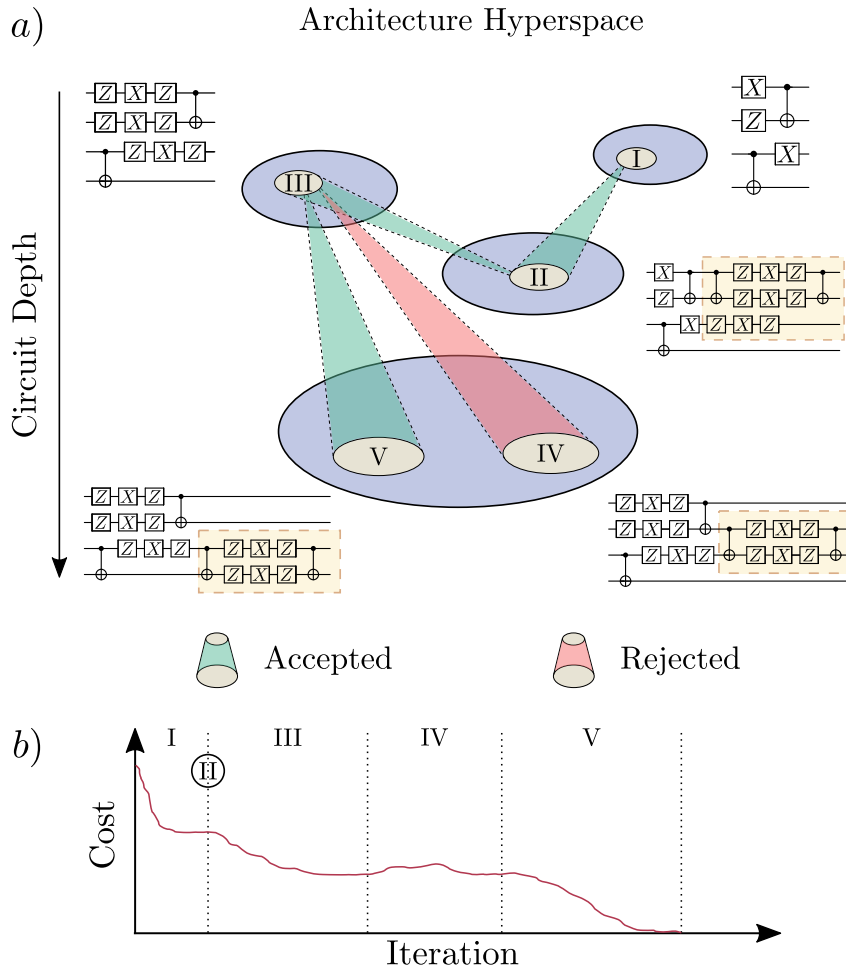 a) Architecture Hyperspace
Z X Z
Z X Z
Z X Z
X
Z
X
I
III
II
X Z X Z
Z Z X Z
X Z X Z
Circuit Depth
V
IV
Z X Z
Z X Z
Z X Z Z X Z
Z X Z
Z X Z
Z X Z Z X Z
Z X Z Z X Z
Accepted
Rejected
b)
I III IV V
II
Cost
Iteration